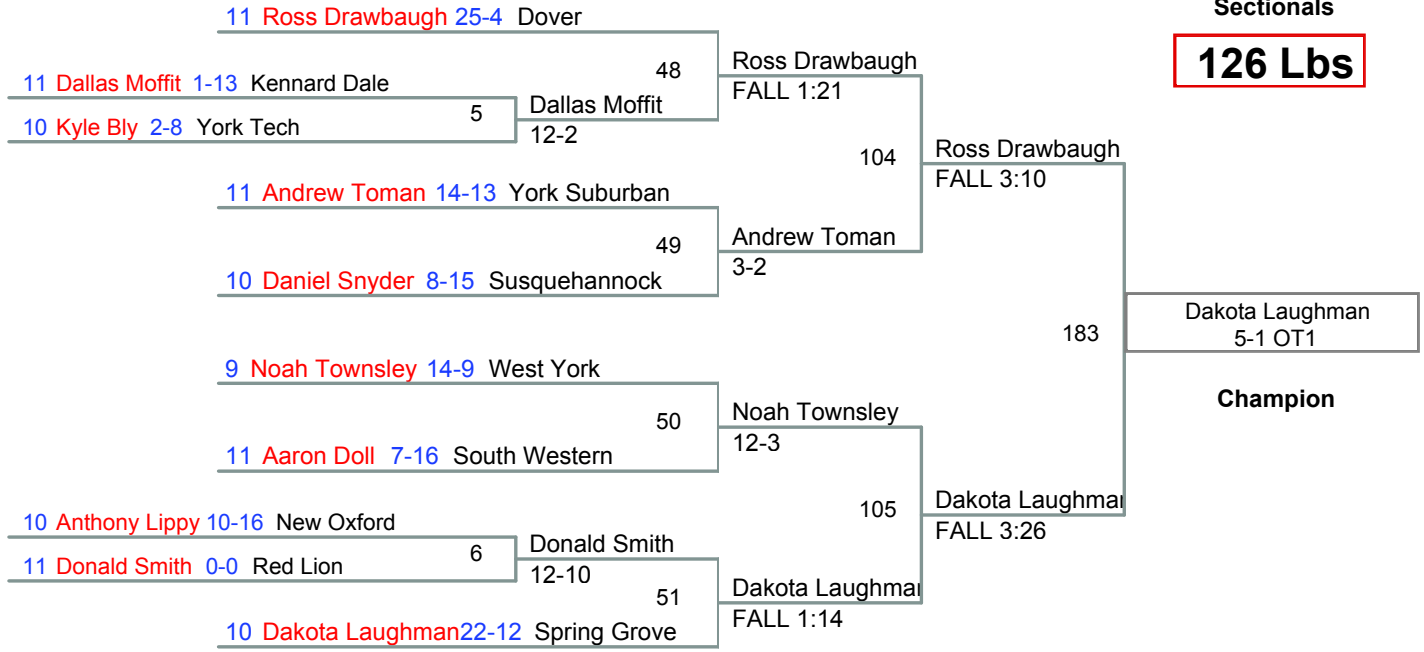 Sectionals
126 Lbs
11 Ross Drawbaugh 25-4 Dover
48
Ross Drawbaugh
FALL 1:21
11 Dallas Moffit 1-13 Kennard Dale
5
Dallas Moffit
12-2
10 Kyle Bly 2-8 York Tech
104
Ross Drawbaugh
FALL 3:10
11 Andrew Toman 14-13 York Suburban
49
Andrew Toman
3-2
10 Daniel Snyder 8-15 Susquehannock
183
Dakota Laughman
5-1 OT1
Champion
9 Noah Townsley 14-9 West York
50
Noah Townsley
12-3
11 Aaron Doll 7-16 South Western
105
Dakota Laughman
FALL 3:26
10 Anthony Lippy 10-16 New Oxford
6
Donald Smith
12-10
11 Donald Smith 0-0 Red Lion
51
Dakota Laughman
FALL 1:14
10 Dakota Laughman 22-12 Spring Grove